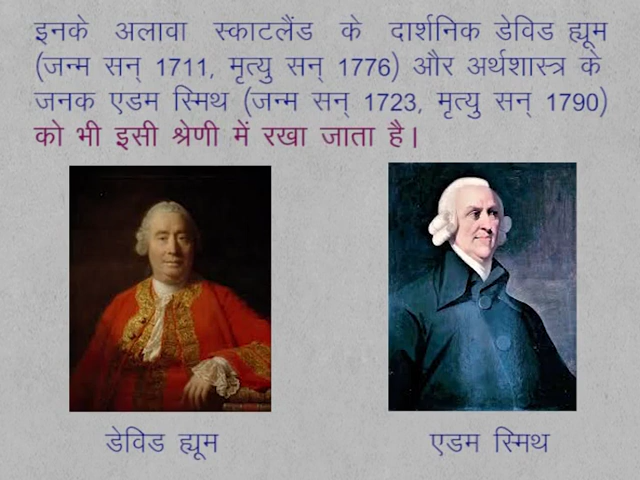 इनके अलावा स्काटलैंड के दार्शनिक डेविड ह्यूम
(जन्म सन् 1711, मृत्यु सन् 1776) और अर्थशास्त्र के
जनक एडम स्मिथ (जन्म सन् 1723, मृत्यु सन् 1790)
को भी इसी श्रेणी में रखा जाता है।
डेविड ह्यूम
एडम स्मिथ